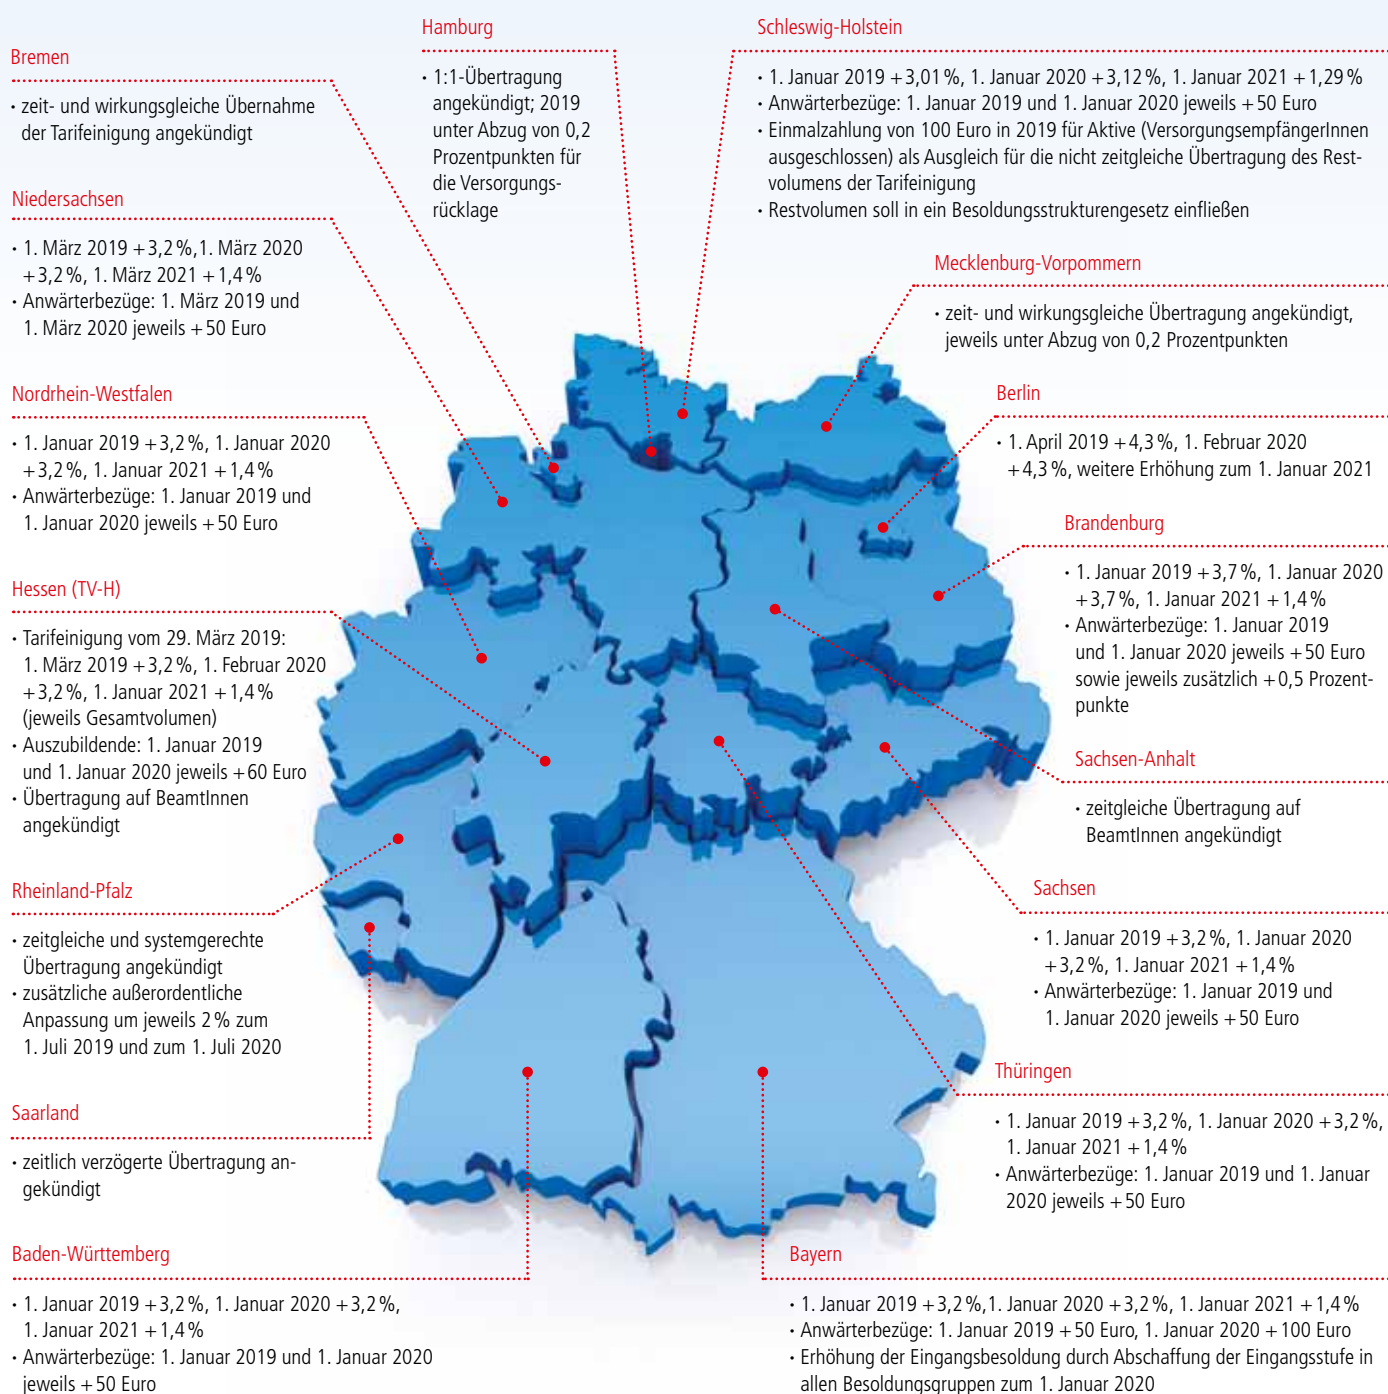 Bremen
· zeit- und wirkungsgleiche Übernahme
der Tarifeinigung angekündigt
Niedersachsen
· 1. März 2019 +3,2 %,1. März 2020
+3,2 %, 1. März 2021 +1,4 %
· Anwärterbezüge: 1. März 2019 und
1. März 2020 jeweils +50 Euro
Nordrhein-Westfalen
· 1. Januar 2019 +3,2 %, 1. Januar 2020
+3,2 %, 1. Januar 2021 +1,4 %
· Anwärterbezüge: 1. Januar 2019 und
1. Januar 2020 jeweils +50 Euro
Hessen (TV-H)
· Tarifeinigung vom 29. März 2019:
1. März 2019 +3,2 %, 1. Februar 2020
+3,2 %, 1. Januar 2021 +1,4 %
(jeweils Gesamtvolumen)
· Auszubildende: 1. Januar 2019
und 1. Januar 2020 jeweils +60 Euro
· Übertragung auf BeamtInnen
angekündigt
Rheinland-Pfalz
· zeitgleiche und systemgerechte
Übertragung angekündigt
· zusätzliche außerordentliche
Anpassung um jeweils 2 % zum
1. Juli 2019 und zum 1. Juli 2020
Saarland
· zeitlich verzögerte Übertragung an-
gekündigt
Baden-Württemberg
· 1. Januar 2019 +3,2 %, 1. Januar 2020 +3,2 %,
1. Januar 2021 +1,4 %
· Anwärterbezüge: 1. Januar 2019 und 1. Januar 2020
jeweils +50 Euro
Hamburg
· 1:1-Übertragung
angekündigt; 2019
unter Abzug von 0,2
Prozentpunkten für
die Versorgungs-
rücklage
Schleswig-Holstein
· 1. Januar 2019 +3,01 %, 1. Januar 2020 +3,12 %, 1. Januar 2021 +1,29 %
· Anwärterbezüge: 1. Januar 2019 und 1. Januar 2020 jeweils +50 Euro
· Einmalzahlung von 100 Euro in 2019 für Aktive (VersorgungsempfängerInnen
ausgeschlossen) als Ausgleich für die nicht zeitgleiche Übertragung des Rest-
volumens der Tarifeinigung
· Restvolumen soll in ein Besoldungsstrukturengesetz einfließen
Mecklenburg-Vorpommern
· zeit- und wirkungsgleiche Übertragung angekündigt,
jeweils unter Abzug von 0,2 Prozentpunkten
Berlin
· 1. April 2019 +4,3 %, 1. Februar 2020
+4,3 %, weitere Erhöhung zum 1. Januar 2021
Brandenburg
· 1. Januar 2019 +3,7 %, 1. Januar 2020
+3,7 %, 1. Januar 2021 +1,4 %
· Anwärterbezüge: 1. Januar 2019
und 1. Januar 2020 jeweils +50 Euro
sowie jeweils zusätzlich +0,5 Prozent-
punkte
Sachsen-Anhalt
· zeitgleiche Übertragung auf
BeamtInnen angekündigt
Sachsen
· 1. Januar 2019 +3,2 %, 1. Januar 2020
+3,2 %, 1. Januar 2021 +1,4 %
· Anwärterbezüge: 1. Januar 2019 und
1. Januar 2020 jeweils +50 Euro
Thüringen
· 1. Januar 2019 +3,2 %, 1. Januar 2020 +3,2 %,
1. Januar 2021 +1,4 %
· Anwärterbezüge: 1. Januar 2019 und 1. Januar
2020 jeweils +50 Euro
Bayern
· 1. Januar 2019 +3,2 %,1. Januar 2020 +3,2 %, 1. Januar 2021 +1,4 %
· Anwärterbezüge: 1. Januar 2019 +50 Euro, 1. Januar 2020 +100 Euro
· Erhöhung der Eingangsbesoldung durch Abschaffung der Eingangsstufe in
allen Besoldungsgruppen zum 1. Januar 2020